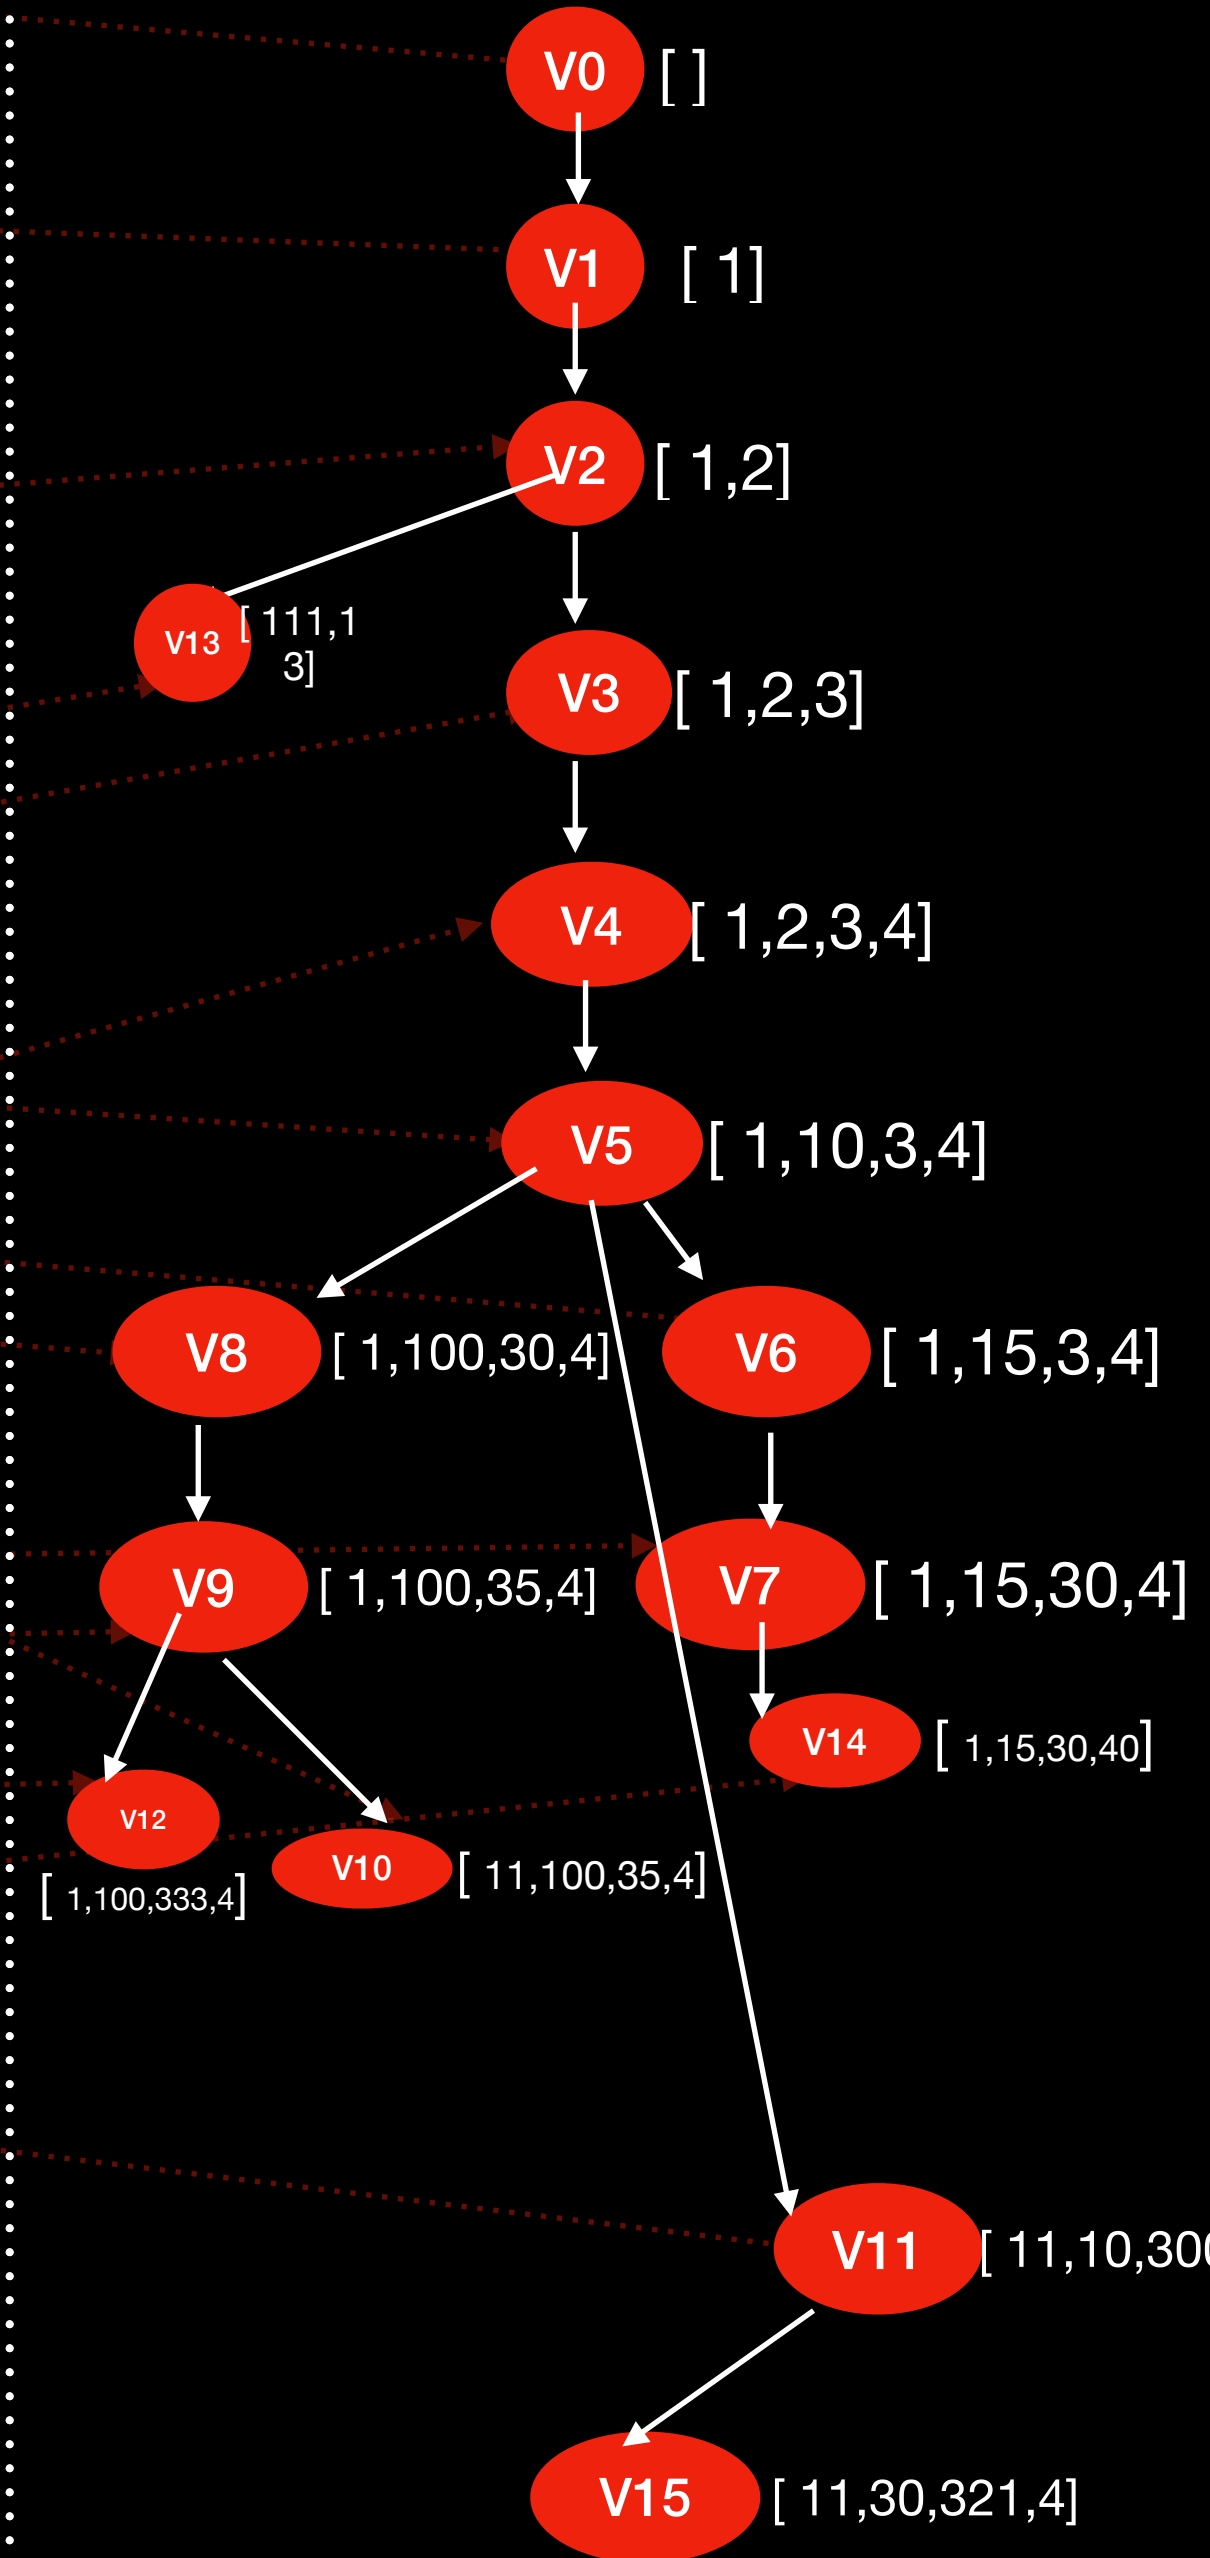 V0 [ ]
V1 [ 1]
V2 [ 1,2]
V13 [ 111,1
3]
V3 [ 1,2,3]
V4 [ 1,2,3,4]
V5 [ 1,10,3,4]
V8 [ 1,100,30,4] V6 [ 1,15,3,4]
V9 [ 1,100,35,4] V7 [ 1,15,30,4]
V14 [ 1,15,30,40]
V12
V10 [ 11,100,35,4]
[ 1,100,333,4]
V11 [ 11,10,300
V15 [ 11,30,321,4]